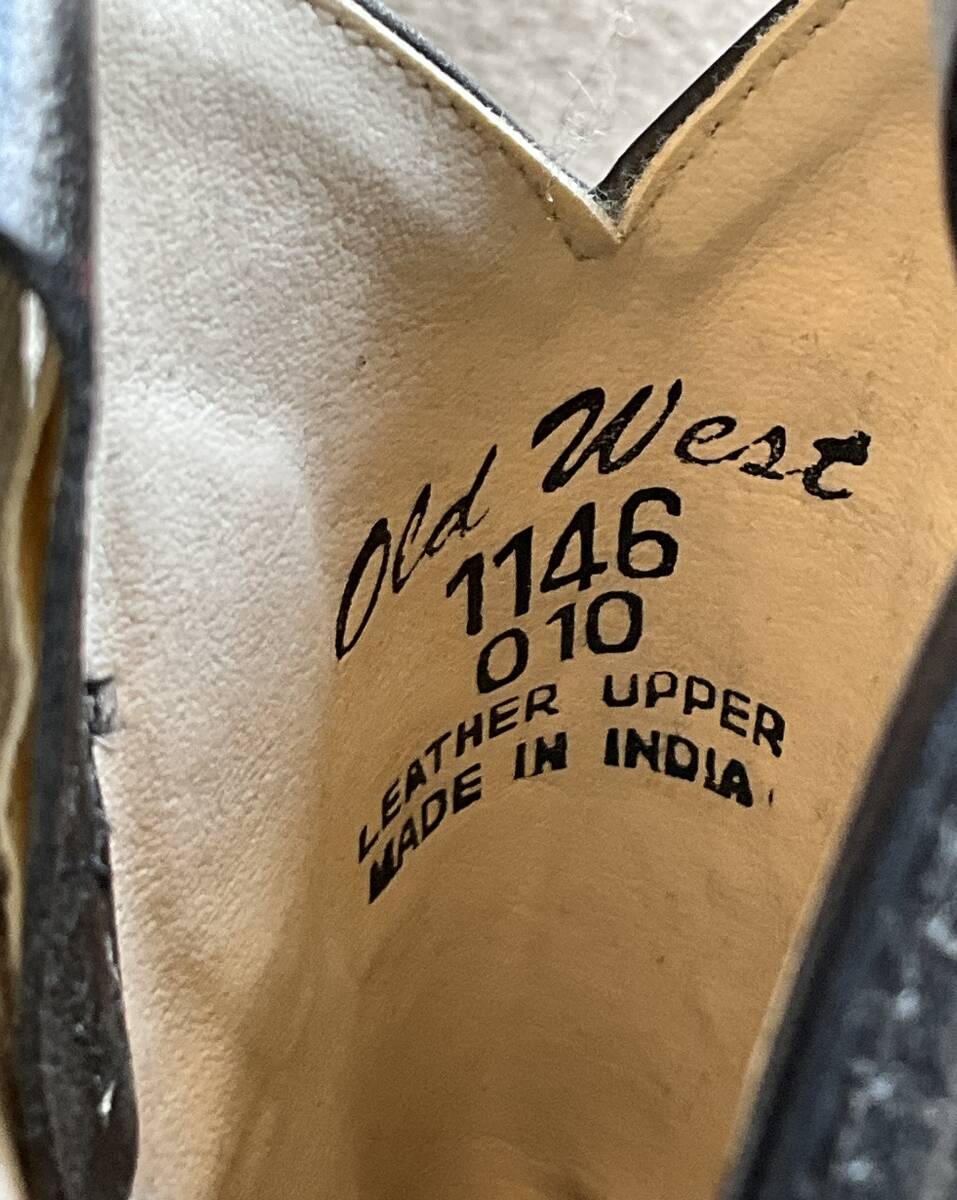 Old West
1146
010
LEATHER UPPER
MADE IN INDIA